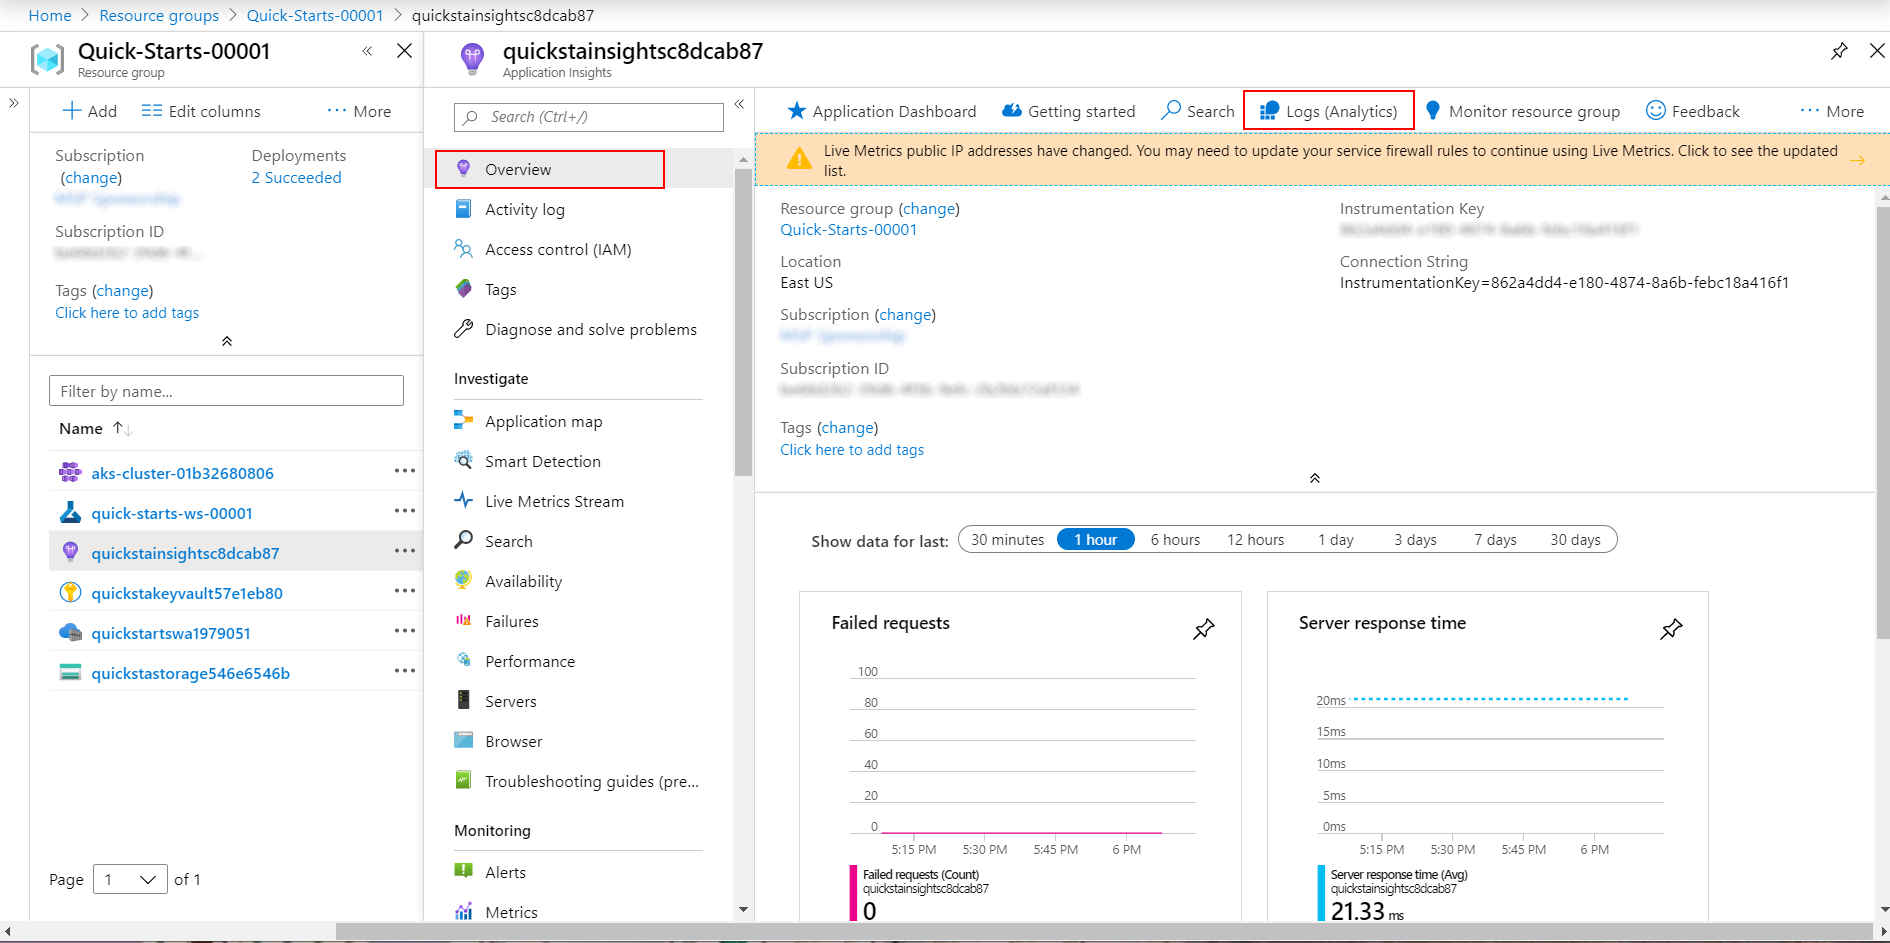 Home > Resource groups > Quick-Starts-00001 > quickstainsightsc8dcab87
Quick-Starts-00001
Resource group
Add
Edit columns
More
Subscription
(change)
Deployments
2 Succeeded
Subscription ID
Tags (change)
Click here to add tags
Filter by name...
Name
aks-cluster-01b32680806
quick-starts-ws-00001
quickstainsightsc8dcab87
quickstakeyvault57e1eb80
quickstartswa1979051
quickstastorage546e6546b
Page 1 of 1
quickstainsightsc8dcab87
Application Insights
Search (Ctrl+/)
Overview
Activity log
Access control (IAM)
Tags
Diagnose and solve problems
Investigate
Application map
Smart Detection
Live Metrics Stream
Search
Availability
Failures
Performance
Servers
Browser
Troubleshooting guides (pre...
Monitoring
Alerts
Metrics
Application Dashboard
Getting started
Search
Logs (Analytics)
Monitor resource group
Feedback
More
Live Metrics public IP addresses have changed. You may need to update your service firewall rules to continue using Live Metrics. Click to see the updated
list.
Resource group (change)
Quick-Starts-00001
Location
East US
Subscription (change)
Subscription ID
Tags (change)
Click here to add tags
Instrumentation Key
Connection String
InstrumentationKey=862a4dd4-e180-4874-8a6b-febc18a416f1
Show data for last:
30 minutes
1 hour
6 hours
12 hours
1 day
3 days
7 days
30 days
Failed requests
100
80
60
40
20
0
5:15 PM
5:30 PM
5:45 PM
6 PM
Failed requests (Count)
quickstainsightsc8dcab87
0
Server response time
20ms
15ms
10ms
5ms
0ms
5:15 PM
5:30 PM
5:45 PM
6 PM
Server response time (Avg)
quickstainsightsc8dcab87
21.33 ms